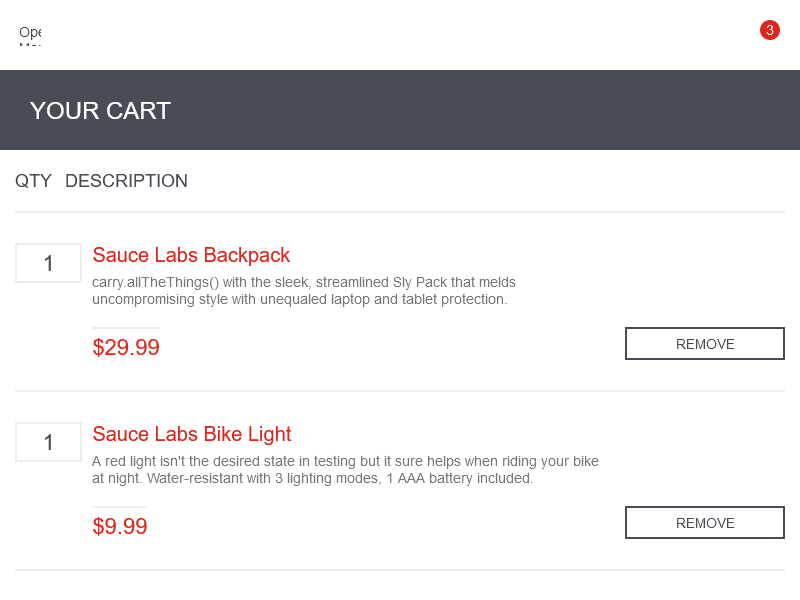 Ope
3
YOUR CART
QTY DESCRIPTION
1
Sauce Labs Backpack
carry.allTheThings() with the sleek, streamlined Sly Pack that melds
uncompromising style with unequaled laptop and tablet protection.
$29.99
REMOVE
1
Sauce Labs Bike Light
A red light isn't the desired state in testing but it sure helps when riding your bike
at night. Water-resistant with 3 lighting modes, 1 AAA battery included.
$9.99
REMOVE